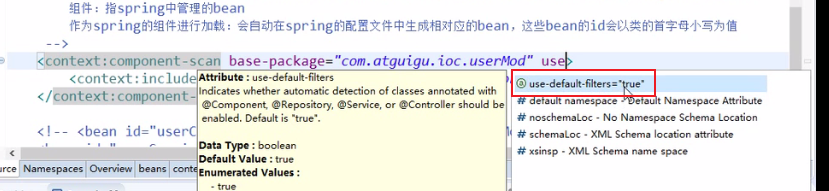 组件：指spring中管理的bean
作为spring的组件进行加载：会自动在spring的配置文件中生成相对应的bean，这些bean的id会以类的首字母小写为值
-->
<context:component-scan base-package="com.atguigu.ioc.userMod" use>
<context:include
</context:component-
<!-- <bean id="userC
Attribute : use-default-filters
Indicates whether automatic detection of classes annotated with
@Component, @Repository, @Service, or @Controller should be
enabled. Default is "true".
Data Type : boolean
Default Value : true
Enumerated Values :
- true
use-default-filters="true"
# default namespace - Default Namespace Attribute
# noschemaLoc - No Namespace Schema Location
# schemaLoc - XML Schema location attribute
# xsinsp - XML Schema name space
urce Namespaces Overview beans conte